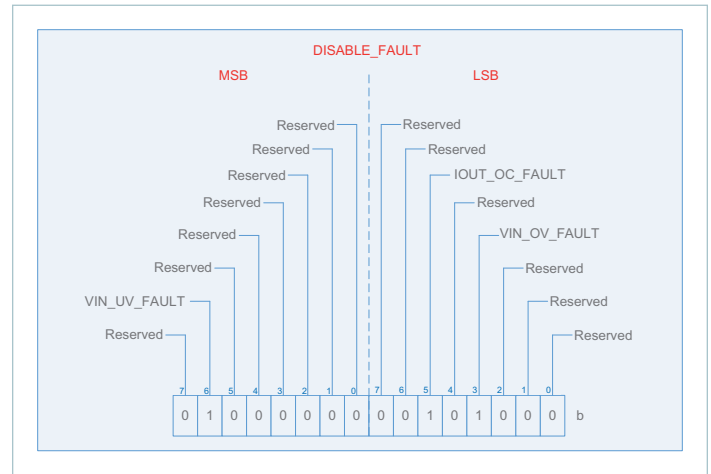 DISABLE_FAULT
MSB LSB
Reserved Reserved
Reserved Reserved
Reserved IOUT_OC_FAULT
Reserved Reserved
Reserved VIN_OV_FAULT
Reserved Reserved
VIN_UV_FAULT Reserved
Reserved Reserved
7 6 5 4 3 2 1 0 7 6 5 4 3 2 1 0
0 1 0 0 0 0 0 0 0 0 1 0 1 0 0 0 b